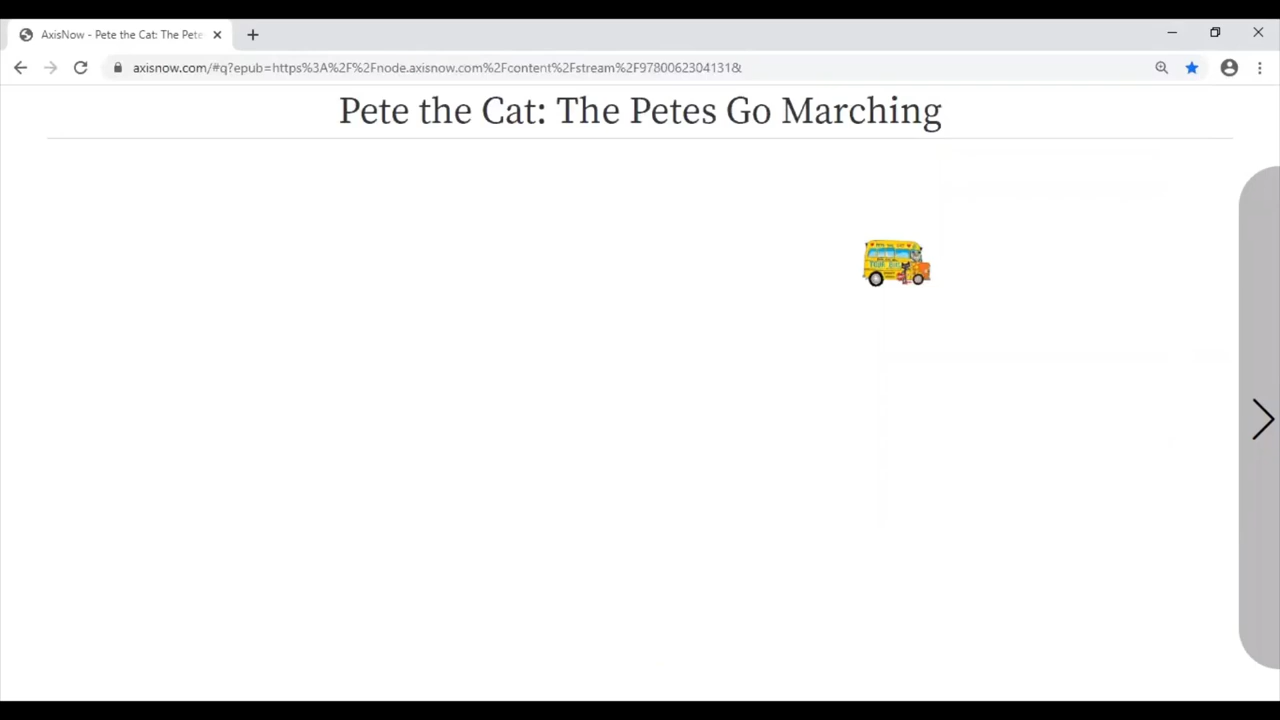 AxisNow - Pete the Cat: The Pete
axisnow.com/#q?epub=https%3A%2F%2Fnode.axisnow.com%2Fcontent%2Fstream%2F9780062304131&
Pete the Cat: The Petes Go Marching